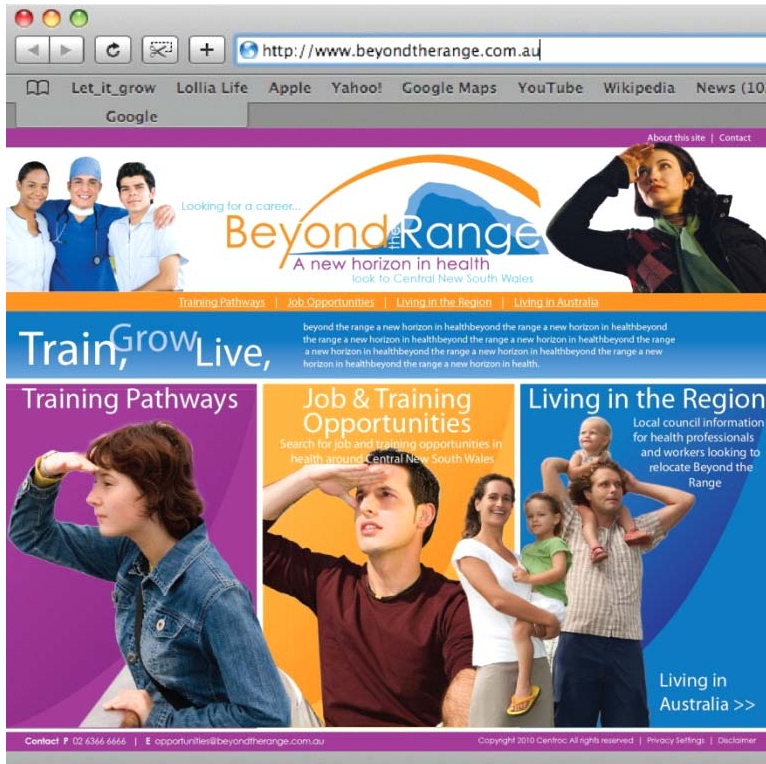 http://www.beyondtherange.com.au
Let_it_grow Lollia Life Apple Yahoo! Google Maps YouTube Wikipedia News (10
Google
About this site | Contact
Looking for a career...
Beyond the Range
A new horizon in health
look to Central New South Wales
Training Pathways | Job Opportunities | Living in the Region | Living in Australia
Train, Grow Live,
beyond the range a new horizon in healthbeyond the range a new horizon in healthbeyond
the range a new horizon in healthbeyond the range a new horizon in healthbeyond the range
a new horizon in healthbeyond the range a new horizon in healthbeyond the range a new
horizon in healthbeyond the range a new horizon in health.
Training Pathways
Job & Training
Opportunities
Search for job and training opportunities in
health around Central New South Wales
Living in the Region
Local council information
for health professionals
and workers looking to
relocate Beyond the
Range
Living in
Australia >>
Contact P 02 6366 6666 | E opportunities@beyondtherange.com.au
Copyright 2010 Centroc All rights reserved | Privacy Settings | Disclaimer